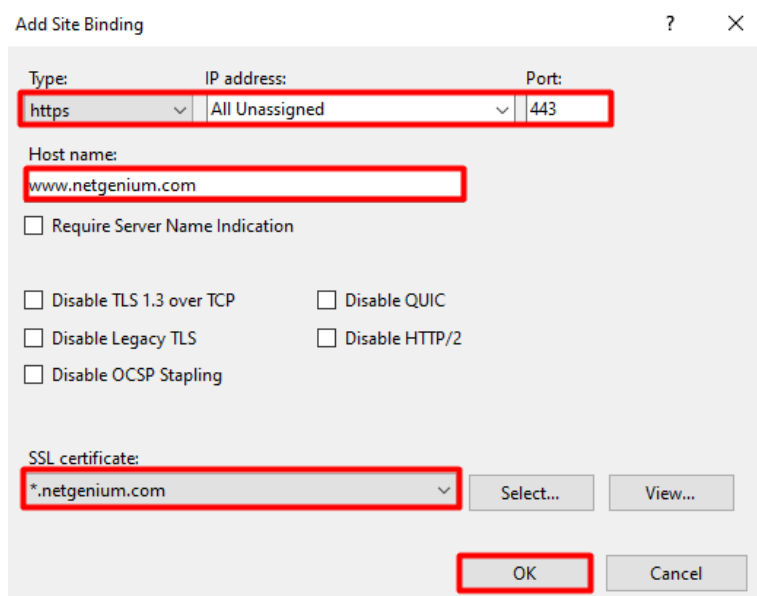 Add Site Binding ? ×
Type: IP address: Port:
https All Unassigned 443
Host name:
www.netgenium.com
Require Server Name Indication
Disable TLS 1.3 over TCP Disable QUIC
Disable Legacy TLS Disable HTTP/2
Disable OCSP Stapling
SSL certificate:
*.netgenium.com Select... View...
OK Cancel